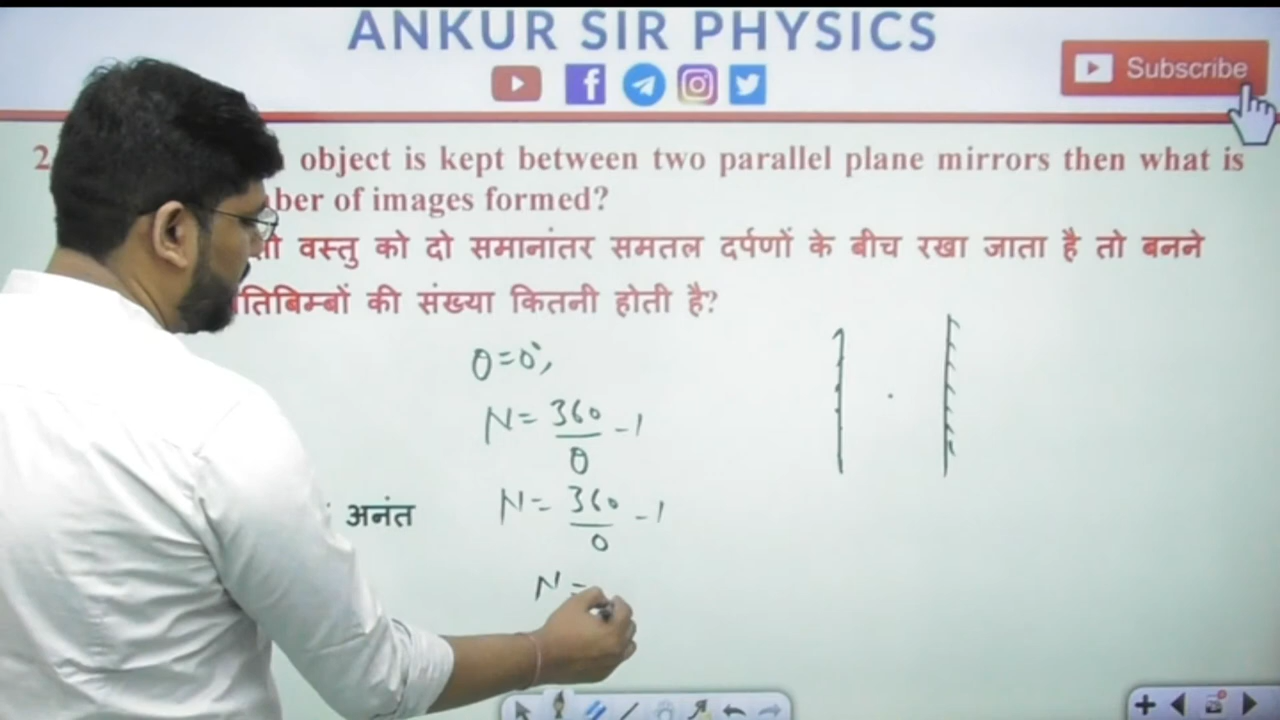 ANKUR SIR PHYSICS
Subscribe
2 object is kept between two parallel plane mirrors then what is
ber of images formed?
वस्तु को दो समानांतर समतल दर्पणों के बीच रखा जाता है तो बनने
तिबिम्बों की संख्या कितनी होती है?
θ=0°,
N= 360/θ -1
N= 360/0 -1
अनंत
N =